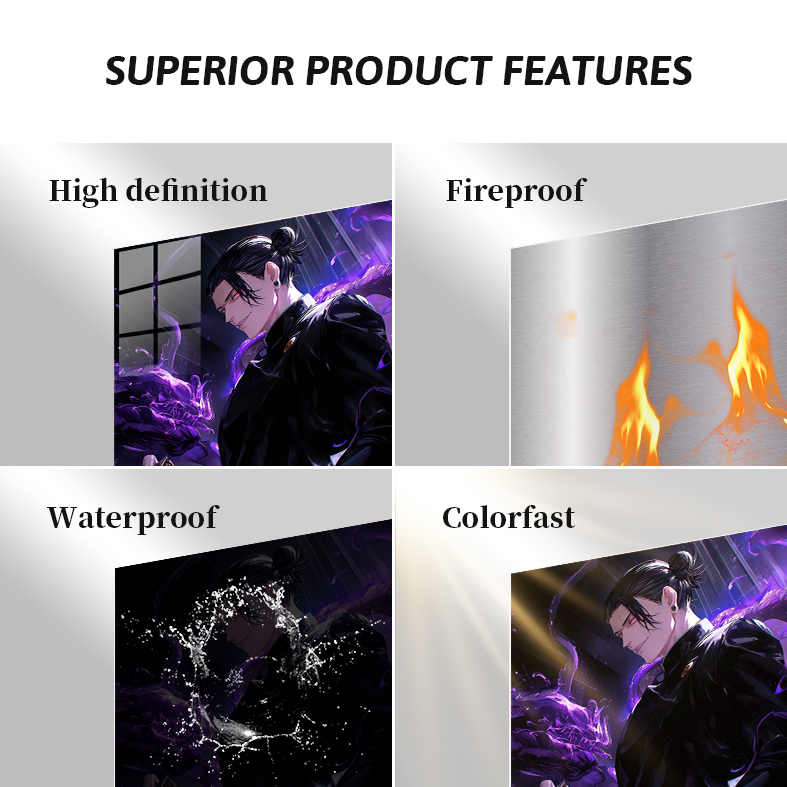 SUPERIOR PRODUCT FEATURES
High definition
Fireproof
Waterproof
Colorfast